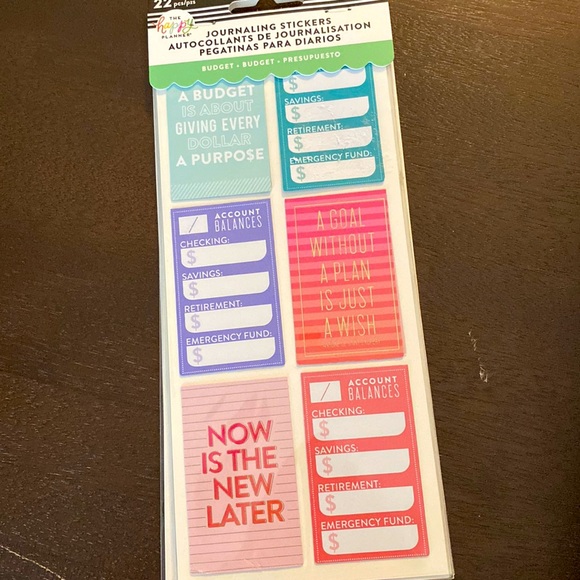 22 pcs/pzs
THE
happy
PLANNER
JOURNALING STICKERS
AUTOCOLLANTS DE JOURNALISATION
PEGATINAS PARA DIARIOS
BUDGET • BUDGET • PRESUPUESTO
A BUDGET
IS ABOUT
GIVING EVERY
DOLLAR
A PURPOSE
$
SAVINGS:
$
RETIREMENT:
$
EMERGENCY FUND:
$
/ ACCOUNT
BALANCES
CHECKING:
$
SAVINGS:
$
RETIREMENT:
$
EMERGENCY FUND:
$
A GOAL
WITHOUT
A PLAN
IS JUST
A WISH
NOW
IS THE
NEW
LATER
/ ACCOUNT
BALANCES
CHECKING:
$
SAVINGS:
$
RETIREMENT:
$
EMERGENCY FUND:
$